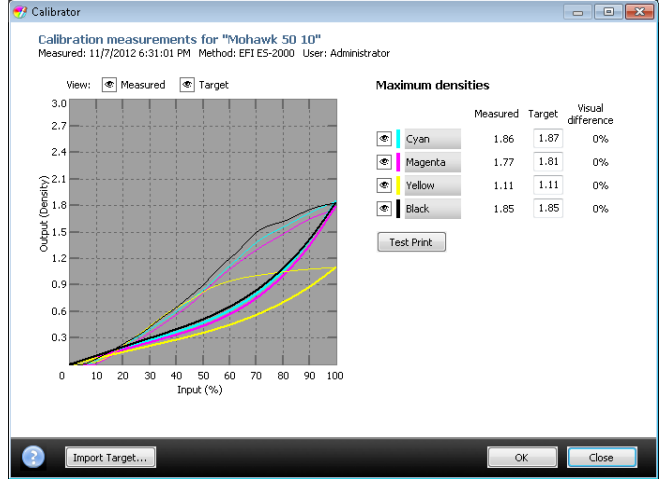 Calibrator
Calibration measurements for "Mohawk 50 10"
Measured: 11/7/2012 6:31:01 PM Method: EFI ES-2000 User: Administrator
View: Measured Target
Maximum densities
Measured Target Visual difference
Cyan 1.86 1.87 0%
Magenta 1.77 1.81 0%
Yellow 1.11 1.11 0%
Black 1.85 1.85 0%
Test Print
Output (Density)
3.0
2.7
2.4
2.1
1.8
1.5
1.2
0.9
0.6
0.3
0 10 20 30 40 50 60 70 80 90 100
Input (%)
? Import Target... OK Close